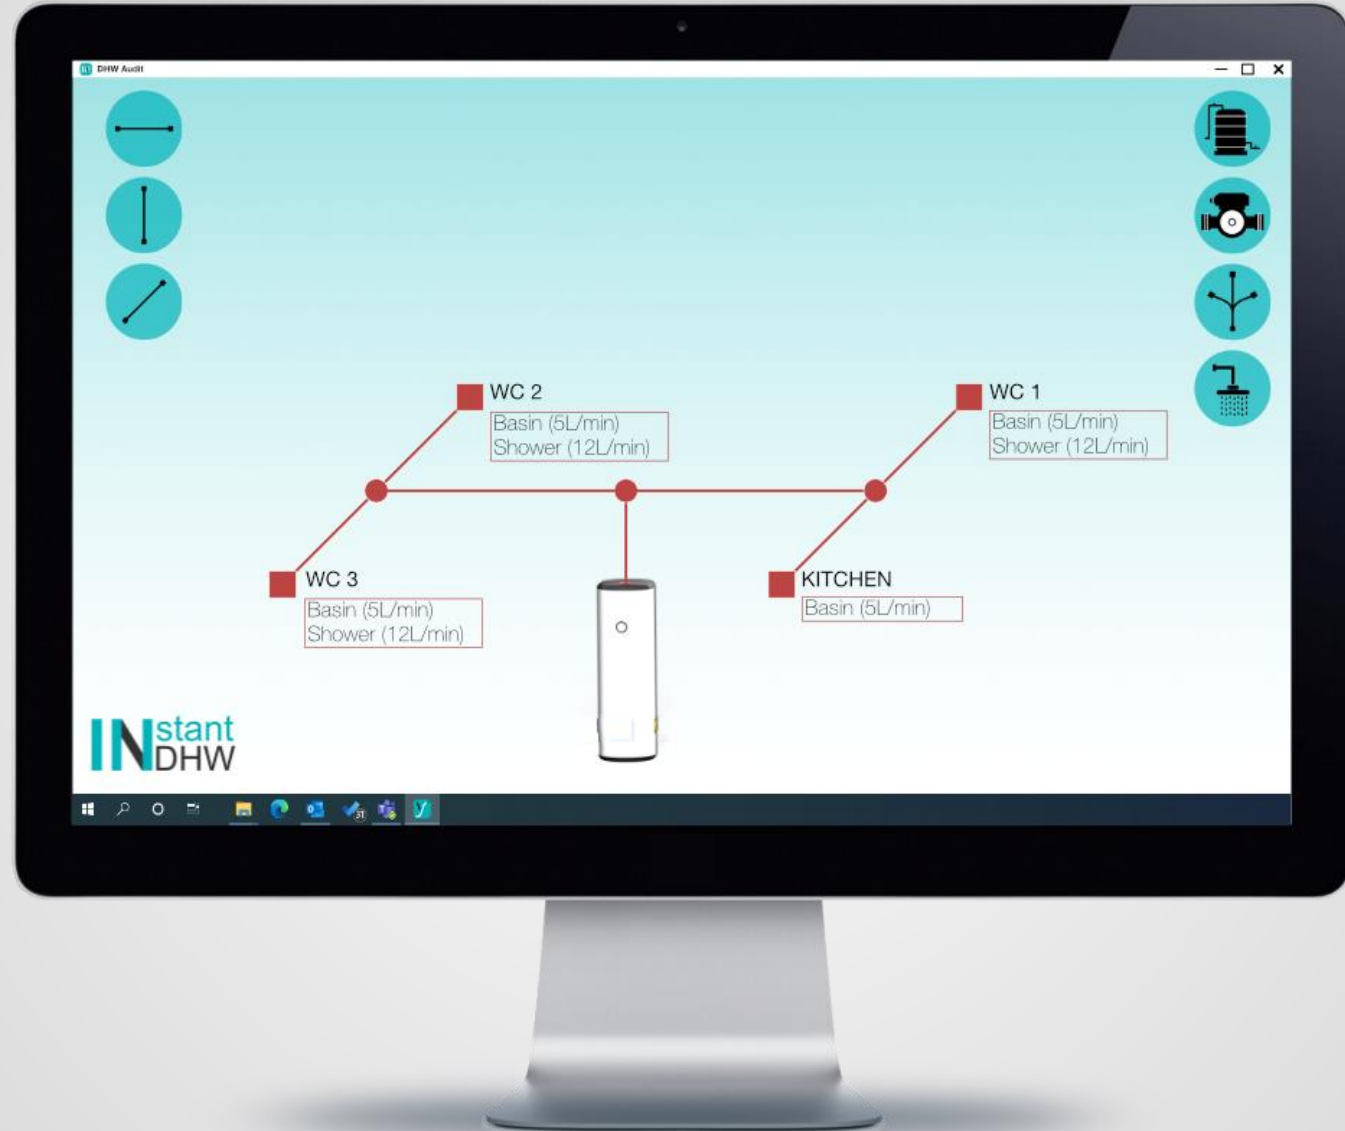 DHW Audit
WC 2
Basin (5L/min)
Shower (12L/min)
WC 1
Basin (5L/min)
Shower (12L/min)
WC 3
Basin (5L/min)
Shower (12L/min)
KITCHEN
Basin (5L/min)
INstant
DHW
31